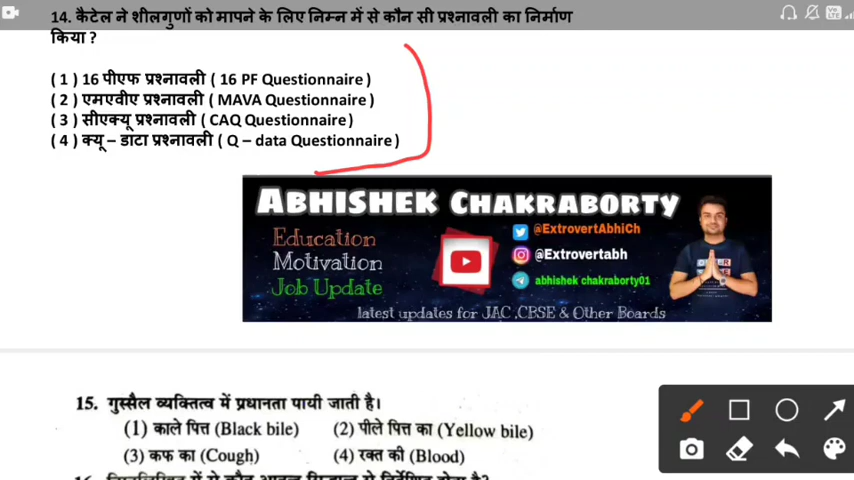 14. कैटेल ने शीलगुणों को मापने के लिए निम्न में से कौन सी प्रश्नावली का निर्माण
किया ?
( 1 ) 16 पीएफ प्रश्नावली ( 16 PF Questionnaire )
( 2 ) एमएवीए प्रश्नावली ( MAVA Questionnaire )
( 3 ) सीएक्यू प्रश्नावली ( CAQ Questionnaire )
( 4 ) क्यू – डाटा प्रश्नावली ( Q – data Questionnaire )
ABHISHEK CHAKRABORTY
Education
Motivation
Job Update
@ExtrovertAbhiCh
@Extrovertabh
abhishek chakraborty01
latest updates for JAC ,CBSE & Other Boards
15. गुस्सैल व्यक्तित्व में प्रधानता पायी जाती है।
(1) काले पित्त (Black bile) (2) पीले पित्त का (Yellow bile)
(3) कफ का (Cough) (4) रक्त की (Blood)